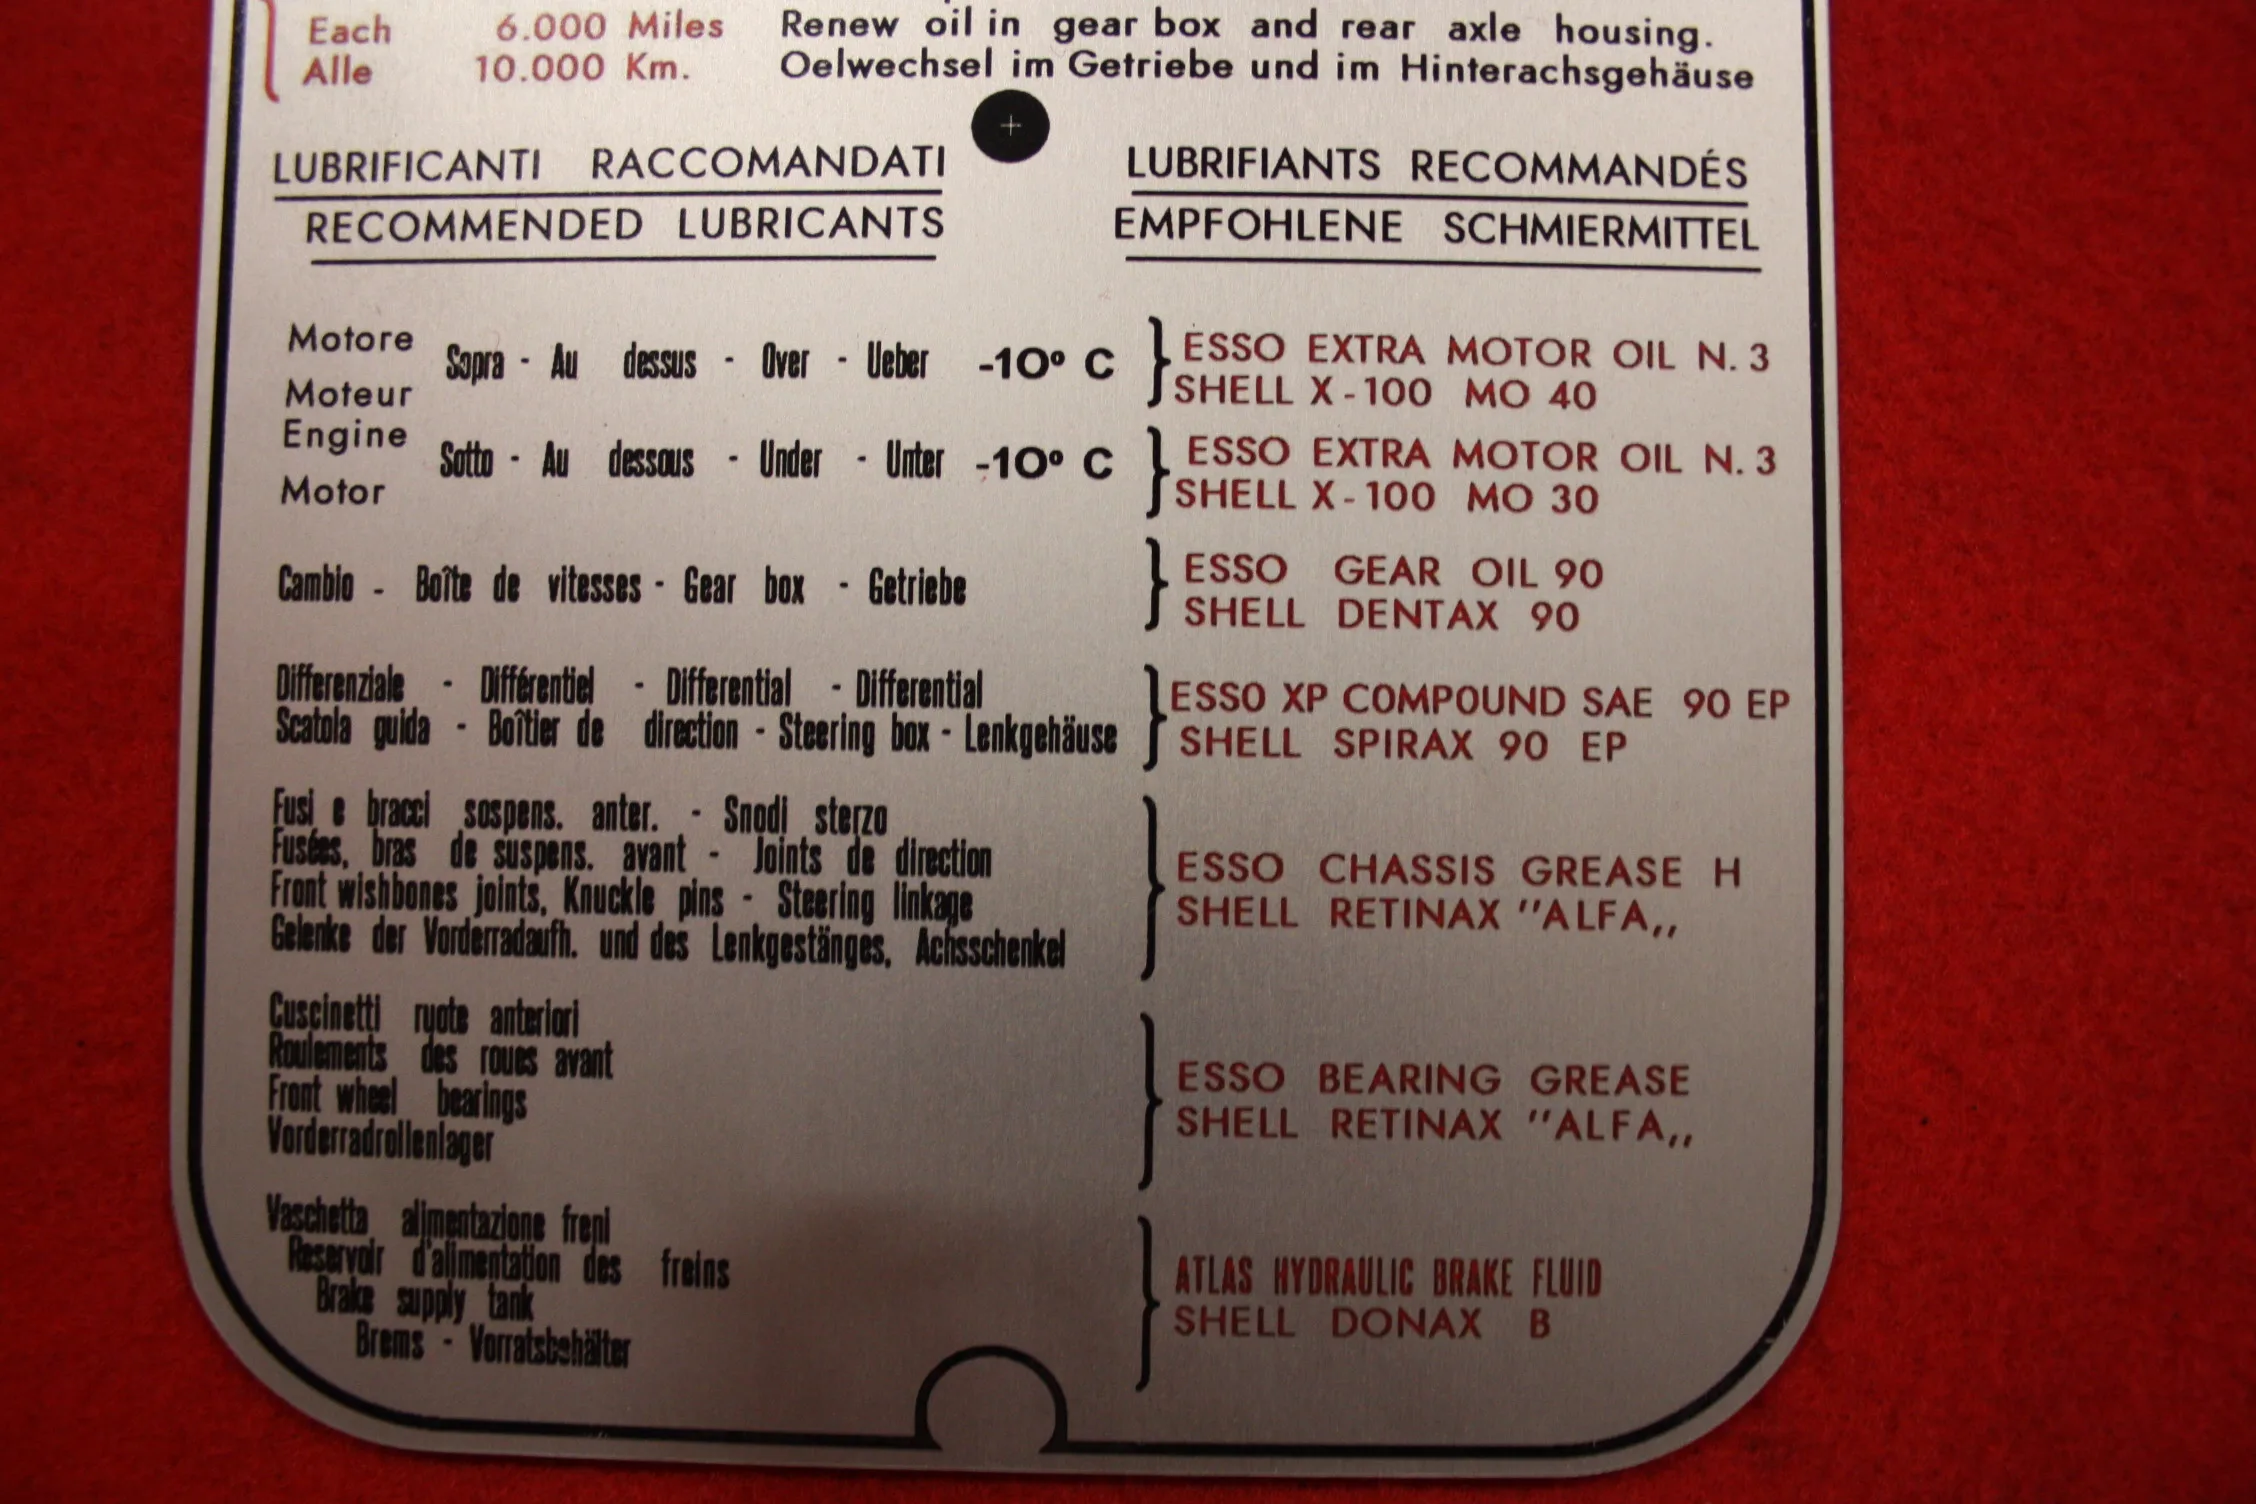 Each 6.000 Miles Renew oil in gear box and rear axle housing.
Alle 10.000 Km. Oelwechsel im Getriebe und im Hinterachsgehäuse
LUBRIFICANTI RACCOMANDATI
RECOMMENDED LUBRICANTS
LUBRIFIANTS RECOMMANDÉS
EMPFOHLENE SCHMIERMITTEL
Motore
Moteur
Engine
Motor
Sopra - Au dessus - Over - Ueber -10° C
ESSO EXTRA MOTOR OIL N. 3
SHELL X-100 MO 40
Sotto - Au dessous - Under - Unter -10° C
ESSO EXTRA MOTOR OIL N. 3
SHELL X-100 MO 30
Cambio - Boîte de vitesses - Gear box - Getriebe
ESSO GEAR OIL 90
SHELL DENTAX 90
Differenziale - Différentiel - Differential - Differential
Scatola guida - Boîtier de direction - Steering box - Lenkgehäuse
ESSO XP COMPOUND SAE 90 EP
SHELL SPIRAX 90 EP
Fusi e bracci sospens. anter. - Snodi sterzo
Fusées, bras de suspens. avant - Joints de direction
Front wishbones joints, Knuckle pins - Steering linkage
Gelenke der Vorderradaufh. und des Lenkgestänges, Achsschenkel
ESSO CHASSIS GREASE H
SHELL RETINAX "ALFA„
Cuscinetti ruote anteriori
Roulements des roues avant
Front wheel bearings
Vorderradrollenlager
ESSO BEARING GREASE
SHELL RETINAX "ALFA„
Vaschetta alimentazione freni
Reservoir d'alimentation des freins
Brake supply tank
Brems - Vorratsbehälter
ATLAS HYDRAULIC BRAKE FLUID
SHELL DONAX B